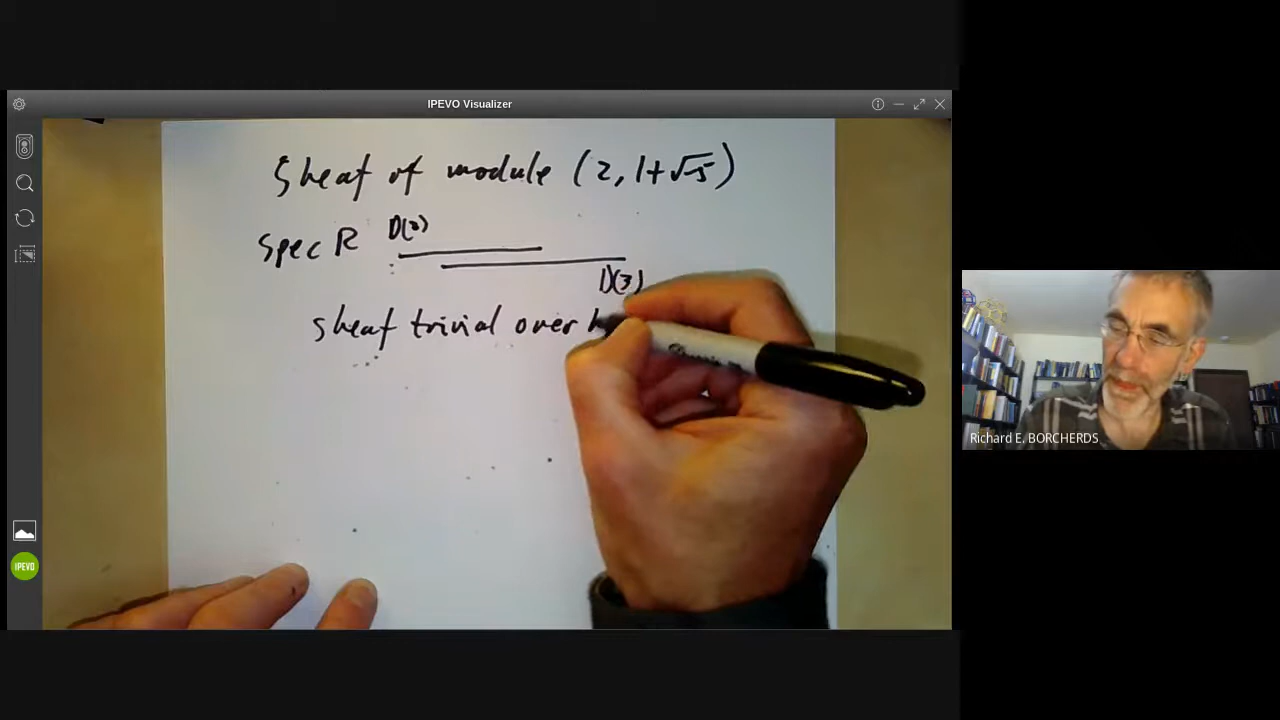 IPEVO Visualizer
Sheaf of module (2, 1+√-5)
Spec R D(2)
D(3)
sheaf trivial over
Richard E. BORCHERDS
IPEVO